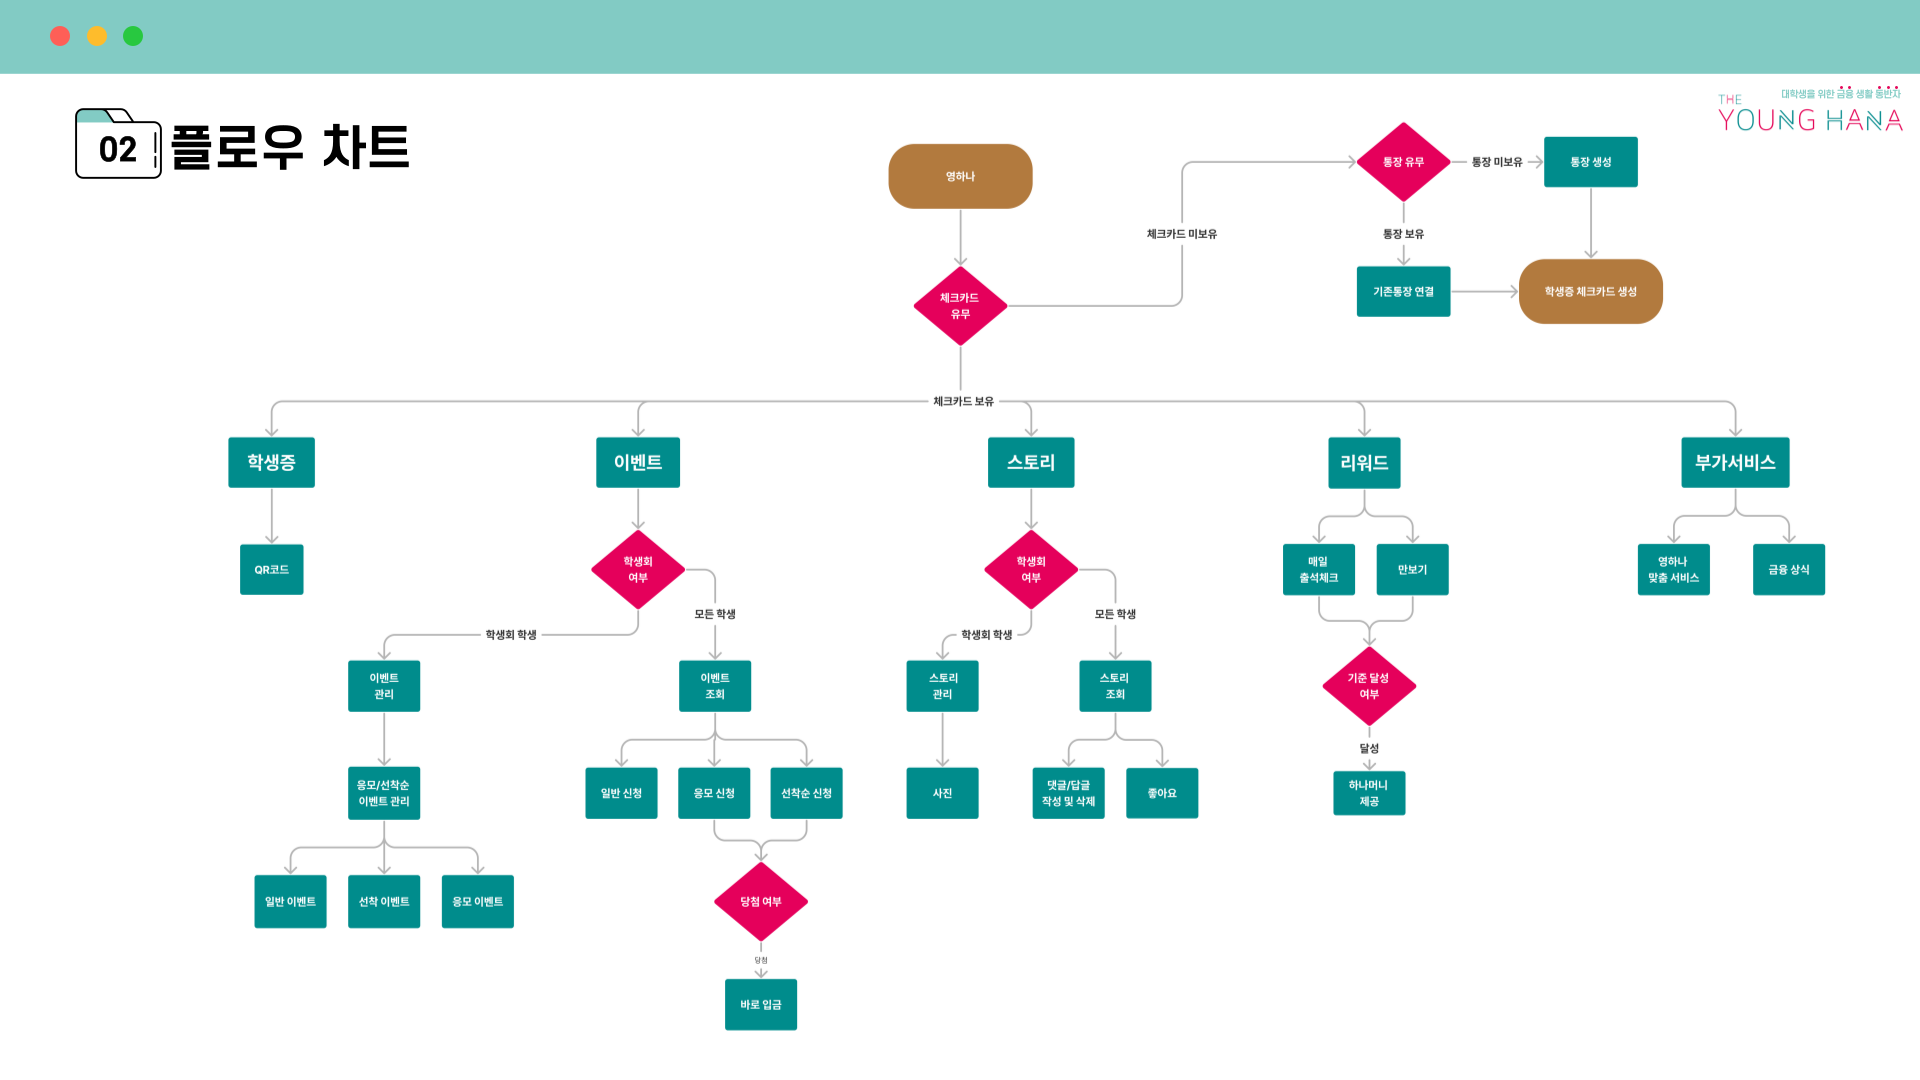 대학생을 위한 금융 생활 동반자
THE
YOUNG HANA
02
플로우 차트
영하나
통장 유무
통장 미보유
통장 생성
체크카드 미보유
통장 보유
체크카드
유무
기존통장 연결
학생증 체크카드 생성
체크카드 보유
학생증
이벤트
스토리
리워드
부가서비스
QR코드
학생회
여부
학생회
여부
매일
출석체크
만보기
영하나
맞춤 서비스
금융 상식
모든 학생
모든 학생
학생회 학생
학생회 학생
이벤트
관리
이벤트
조회
스토리
관리
스토리
조회
기준 달성
여부
달성
응모/선착순
이벤트 관리
일반 신청
응모 신청
선착순 신청
사진
댓글/답글
작성 및 삭제
좋아요
하나머니
제공
일반 이벤트
선착 이벤트
응모 이벤트
당첨 여부
당첨
바로 입금